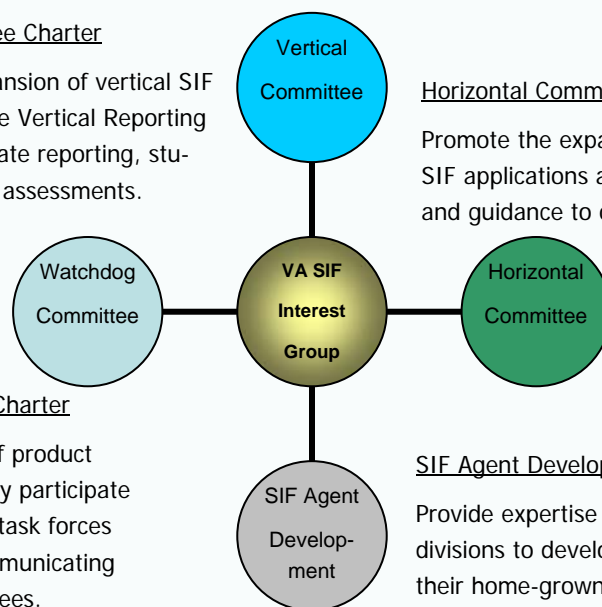 ee Charter
ansion of vertical SIF
e Vertical Reporting
ate reporting, stu-
assessments.
Vertical
Committee
Horizontal Comm
Promote the expa
SIF applications a
and guidance to
Watchdog
Committee
VA SIF
Interest
Group
Horizontal
Committee
Charter
f product
y participate
task forces
municating
ees.
SIF Agent
Develop-
ment
SIF Agent Develop
Provide expertise
divisions to develo
their home-grown